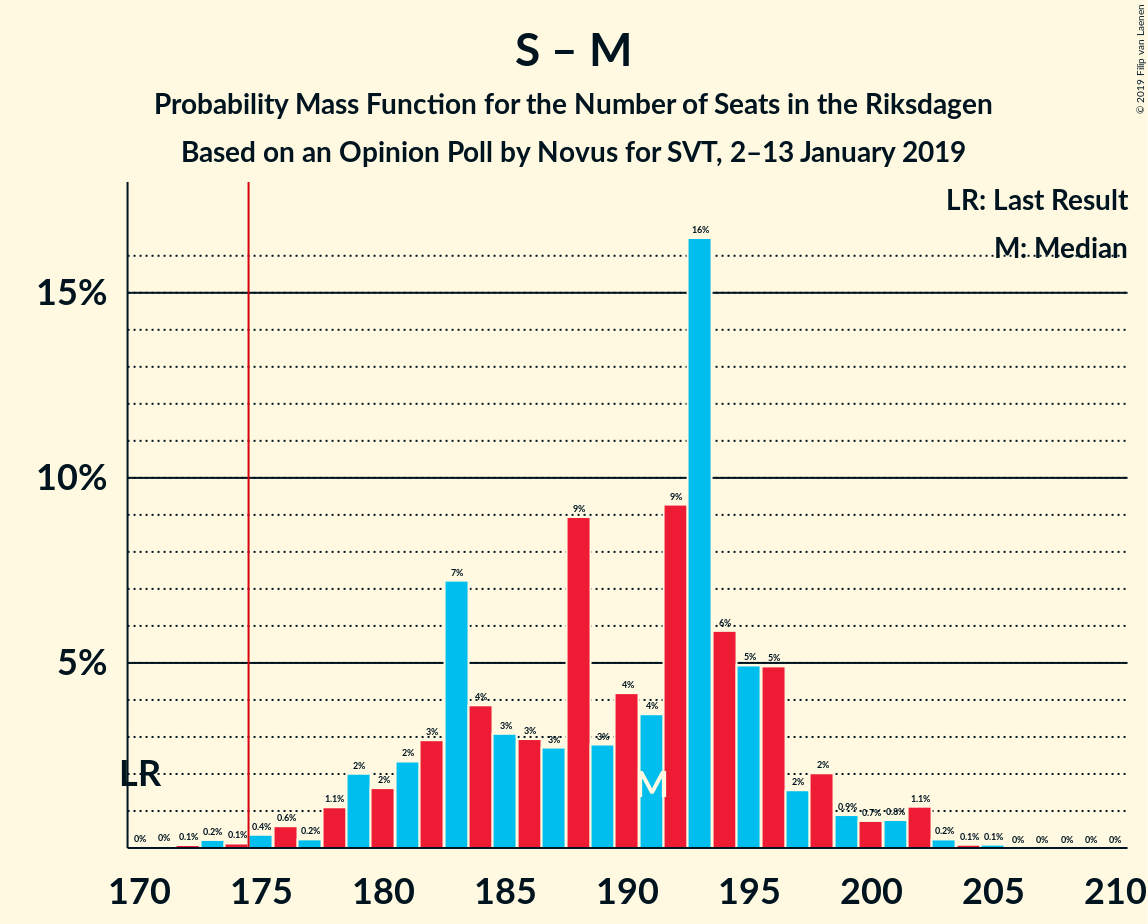 S – M
Probability Mass Function for the Number of Seats in the Riksdagen
Based on an Opinion Poll by Novus for SVT, 2–13 January 2019
© 2019 Filip van Laenen
LR: Last Result
M: Median
15%
10%
5%
LR
M
0% 0% 0.1% 0.2% 0.1% 0.4% 0.6% 0.2% 1.1% 2% 2% 2% 3% 7% 4% 3% 3% 3% 9% 3% 4% 4% 9% 16% 6% 5% 5% 2% 2% 0.9% 0.7% 0.8% 1.1% 0.2% 0.1% 0.1% 0% 0% 0% 0% 0%
170 175 180 185 190 195 200 205 210